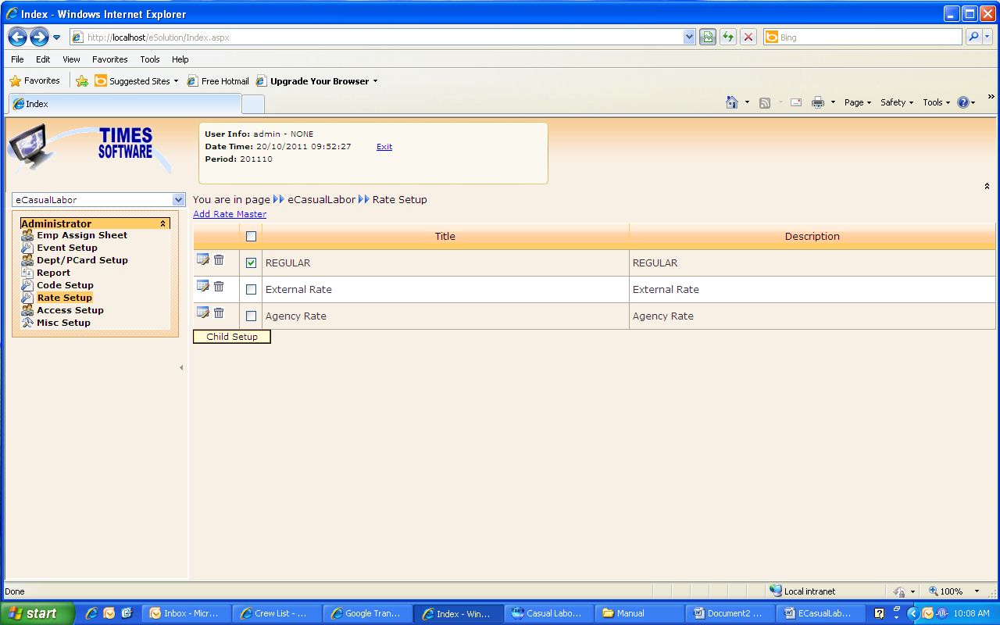 Index - Windows Internet Explorer
http://localhost/eSolution/Index.aspx
Bing
File Edit View Favorites Tools Help
Favorites Suggested Sites Free Hotmail Upgrade Your Browser
Index
Page Safety Tools
TIMES
SOFTWARE
User Info: admin - NONE
Date Time: 20/10/2011 09:52:27 Exit
Period: 201110
eCasualLabor
Administrator
Emp Assign Sheet
Event Setup
Dept/PCard Setup
Report
Code Setup
Rate Setup
Access Setup
Misc Setup
You are in page eCasualLabor Rate Setup
Add Rate Master
Title Description
REGULAR REGULAR
External Rate External Rate
Agency Rate Agency Rate
Child Setup
Done Local intranet 100%
start Inbox - Micr... Crew List - ... Google Tran... Index - Win... Casual Labo... Manual Document2 ... ECasualLab... 10:08 AM